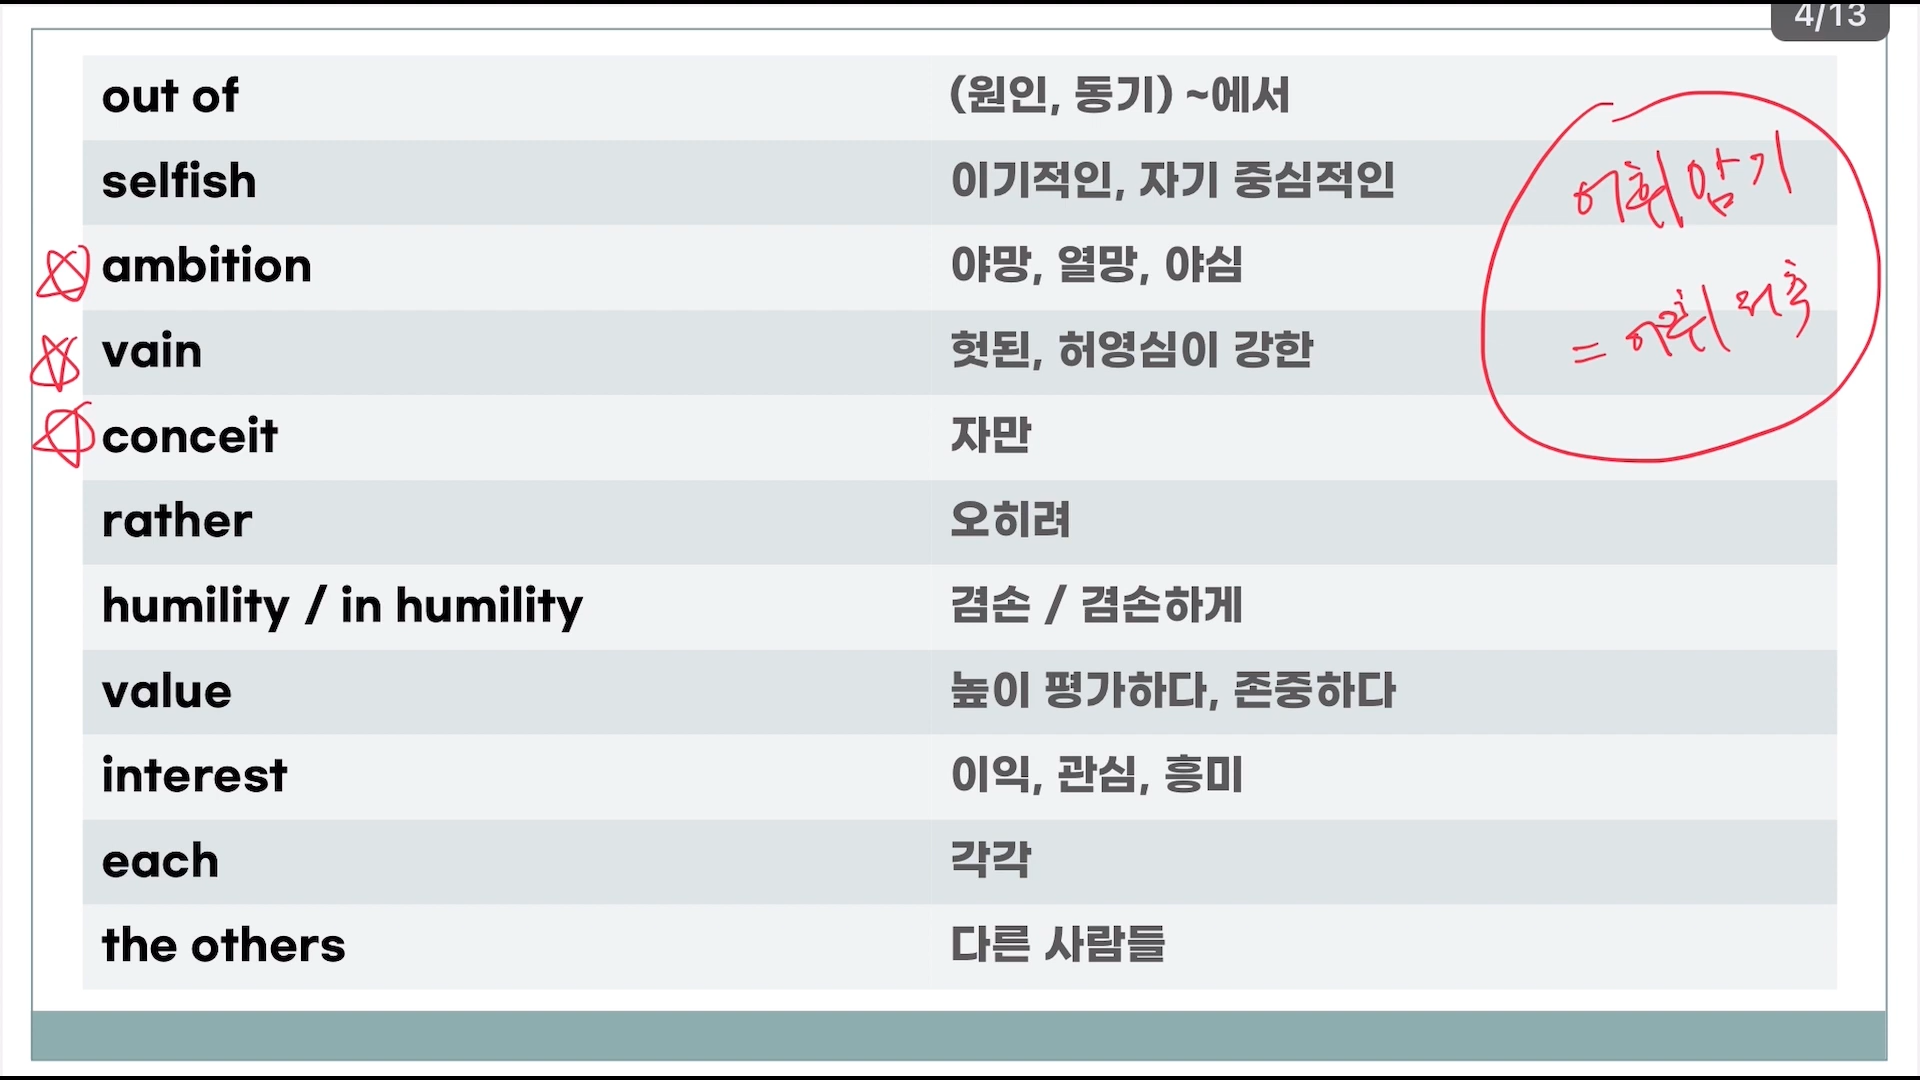 4/13
out of (원인, 동기) ~에서
selfish 이기적인, 자기 중심적인
ambition 야망, 열망, 야심
vain 헛된, 허영심이 강한
conceit 자만
rather 오히려
humility / in humility 겸손 / 겸손하게
value 높이 평가하다, 존중하다
interest 이익, 관심, 흥미
each 각각
the others 다른 사람들
어휘 암기
= 어휘